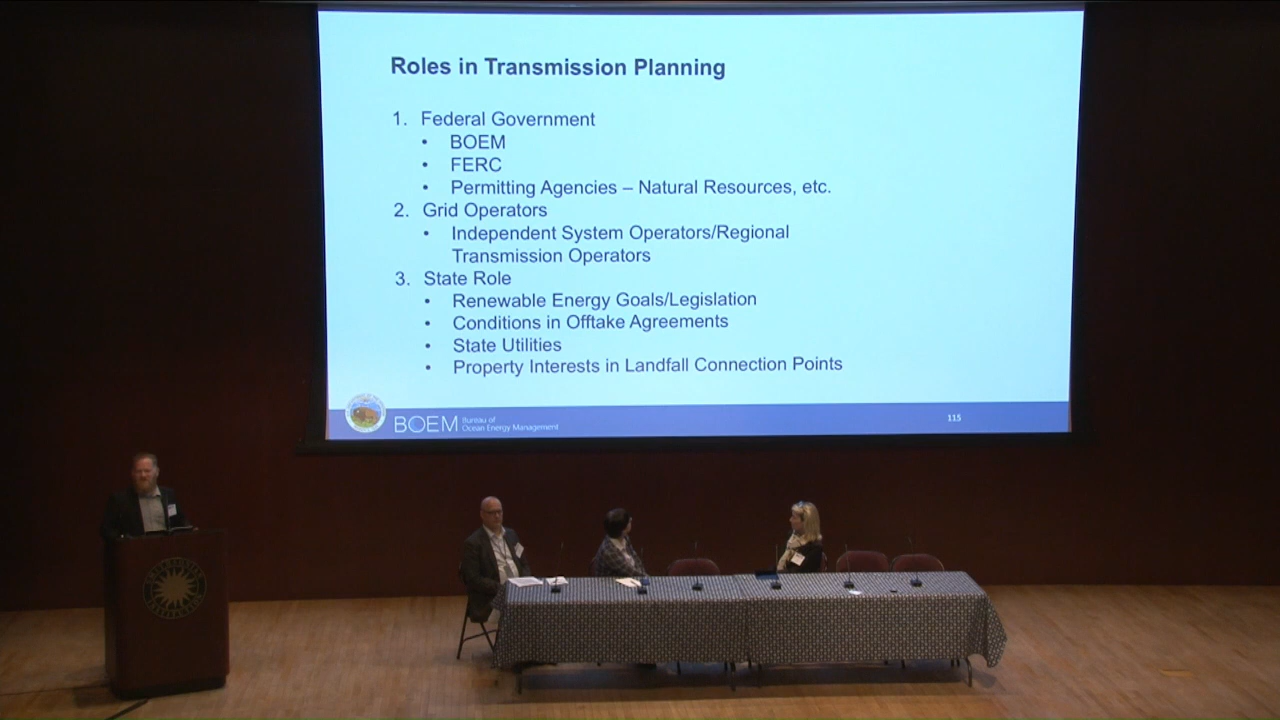 Roles in Transmission Planning
1. Federal Government
• BOEM
• FERC
• Permitting Agencies – Natural Resources, etc.
2. Grid Operators
• Independent System Operators/Regional
Transmission Operators
3. State Role
• Renewable Energy Goals/Legislation
• Conditions in Offtake Agreements
• State Utilities
• Property Interests in Landfall Connection Points
BOEM Bureau of
Ocean Energy Management
115